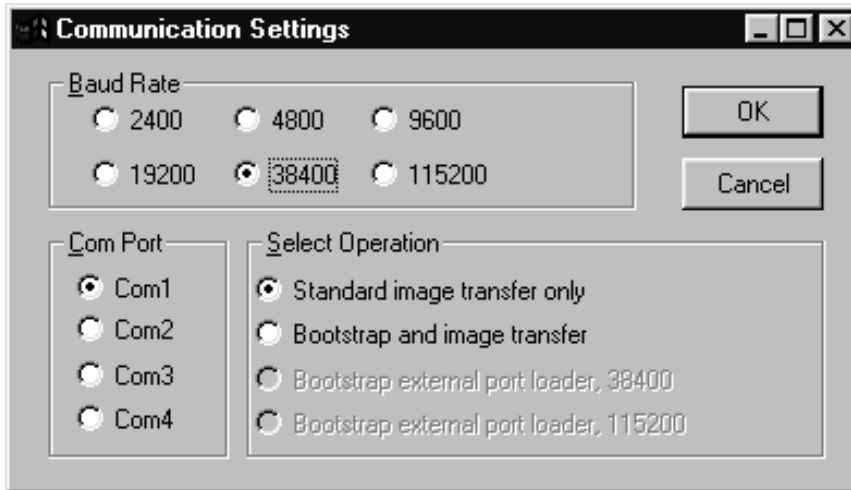 Communication Settings
Baud Rate
2400 4800 9600
19200 38400 115200
OK
Cancel
Com Port
Com1
Com2
Com3
Com4
Select Operation
Standard image transfer only
Bootstrap and image transfer
Bootstrap external port loader, 38400
Bootstrap external port loader, 115200